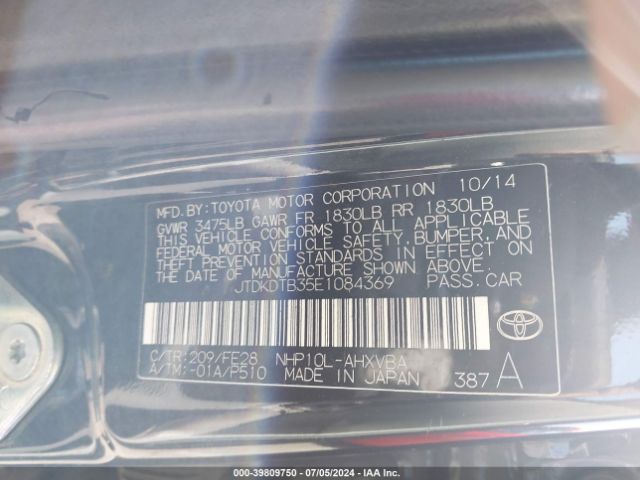 MFD. BY: TOYOTA MOTOR CORPORATION 10/14
GVWR 3475LB GAWR FR 1830LB RR 1830LB
THIS VEHICLE CONFORMS TO ALL APPLICABLE
FEDERAL MOTOR VEHICLE SAFETY, BUMPER, AND
THEFT PREVENTION STANDARDS IN EFFECT ON
THE DATE OF MANUFACTURE SHOWN ABOVE.
JTDKDTB35E1084369 PASS. CAR
C/TR: 209/FE28 NHP10L-AHXVBA
A/TM: -01A/P510 MADE IN JAPAN 387 A
000-39809750 | 07/05/2024 | IAA Inc.